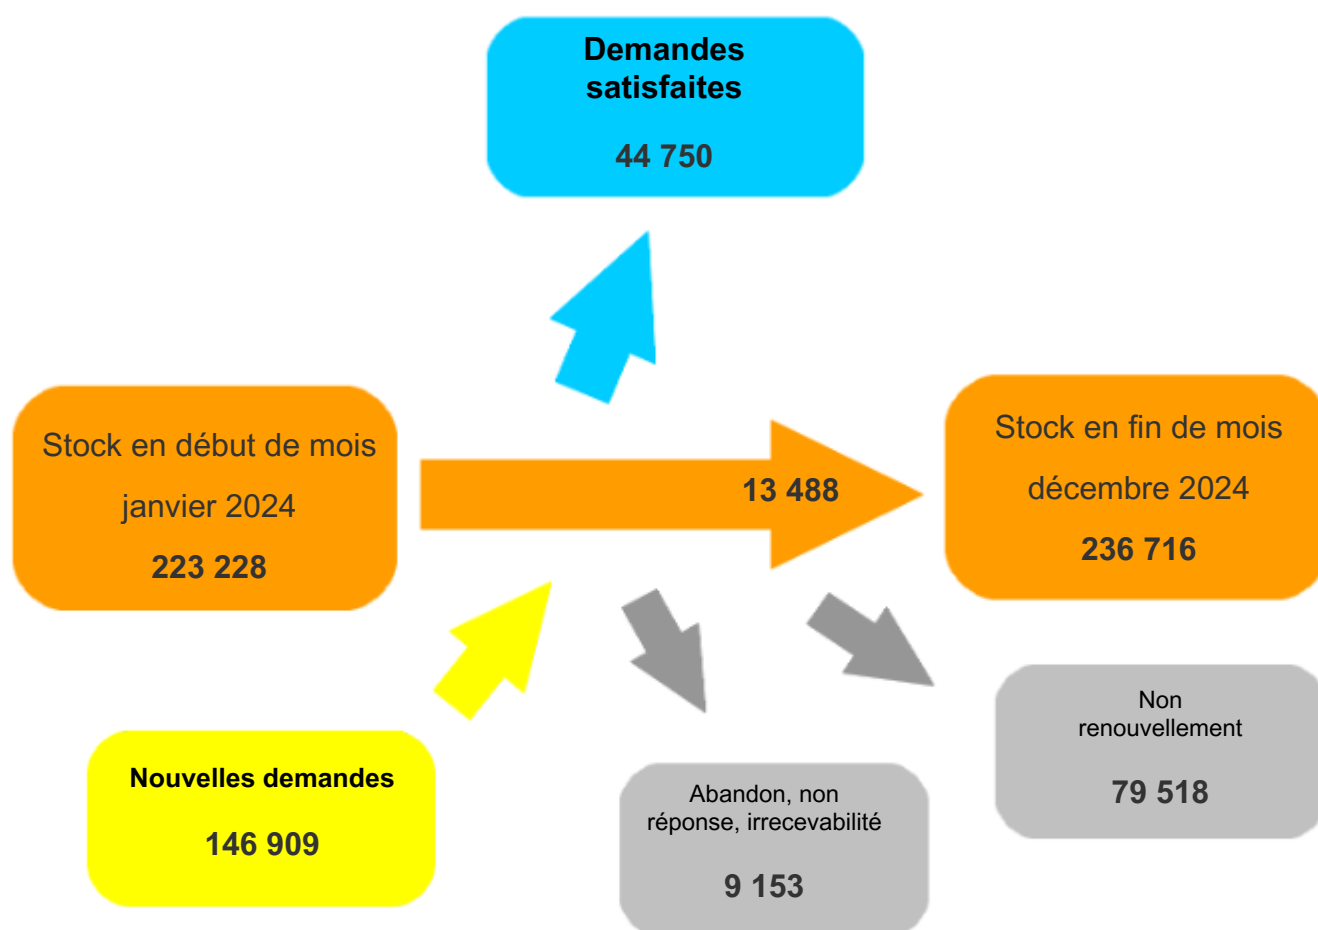 Demandes
satisfaites
44 750
Stock en début de mois
janvier 2024
223 228
13 488
Stock en fin de mois
décembre 2024
236 716
Nouvelles demandes
146 909
Abandon, non
réponse, irrecevabilité
9 153
Non
renouvellement
79 518